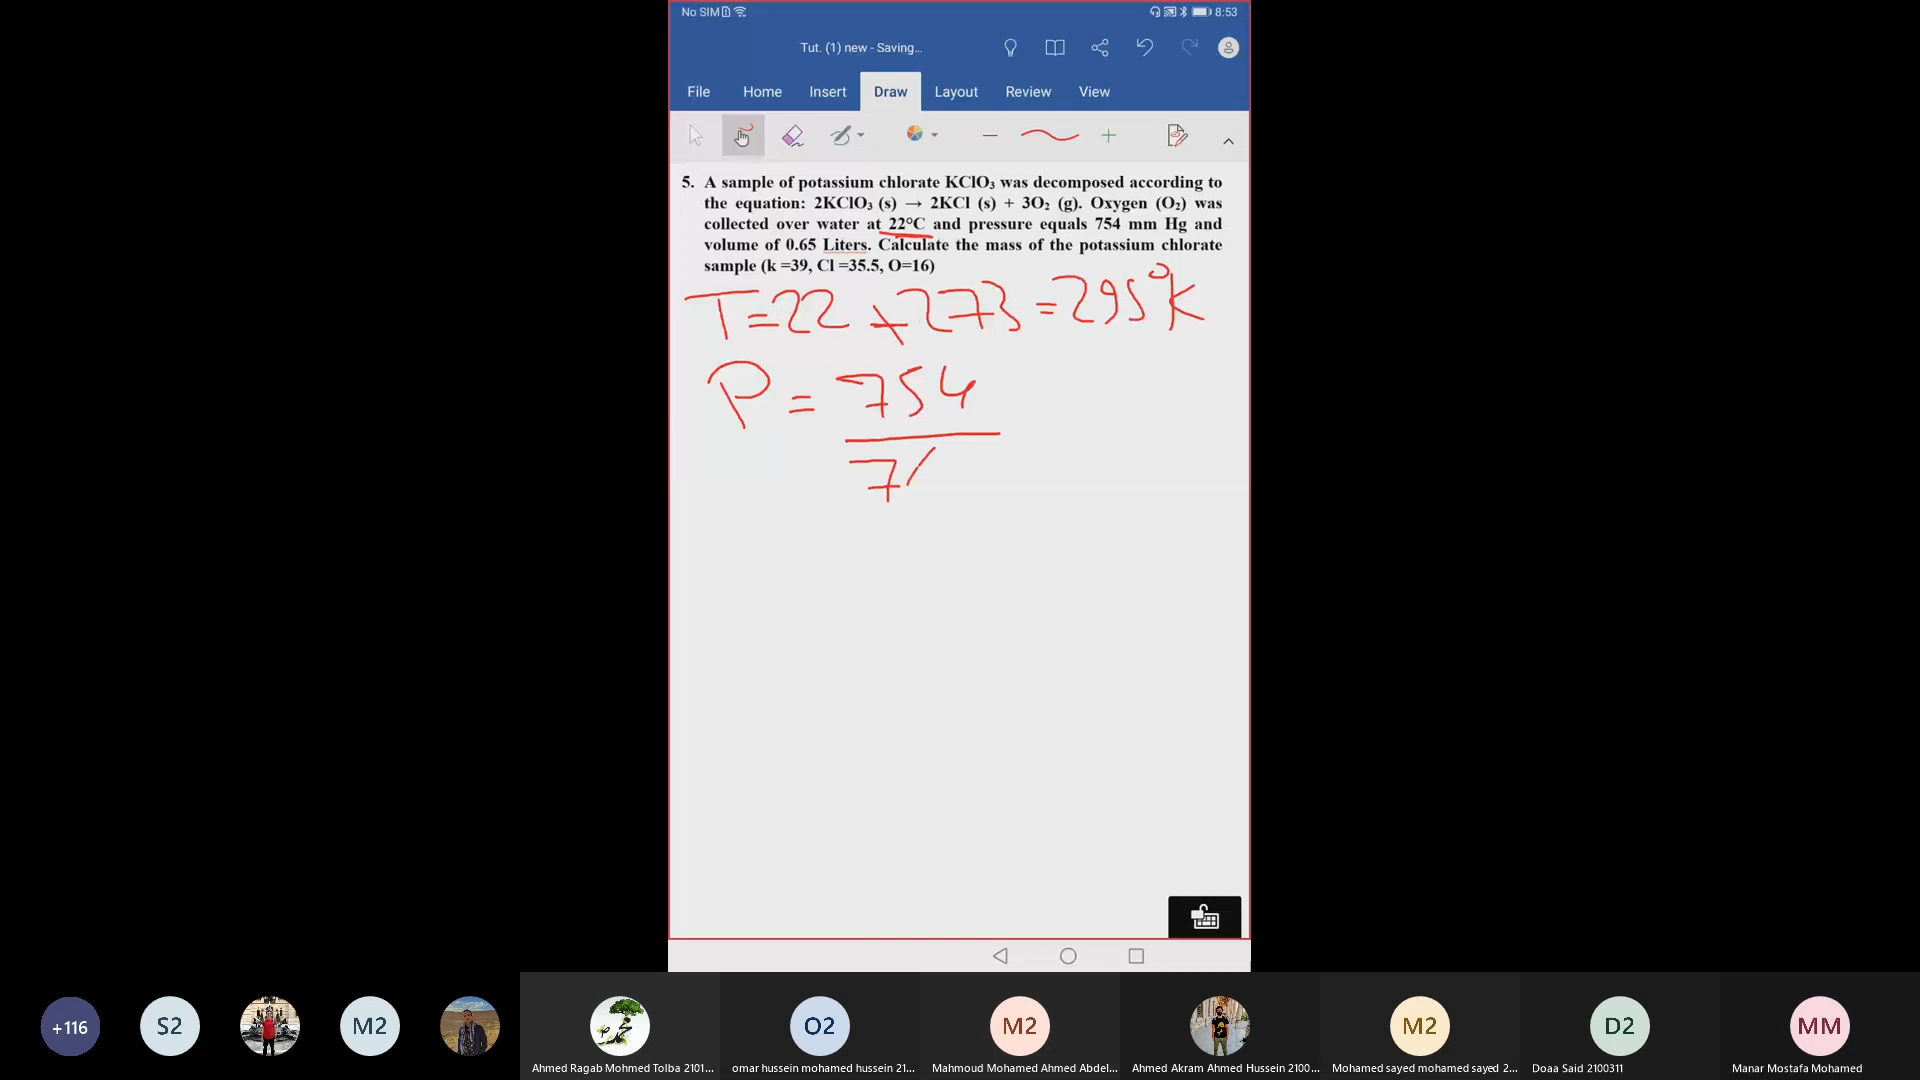 No SIM
8:53
Tut. (1) new - Saving...
File Home Insert Draw Layout Review View
5. A sample of potassium chlorate KClO₃ was decomposed according to
the equation: 2KClO₃ (s) → 2KCl (s) + 3O₂ (g). Oxygen (O₂) was
collected over water at 22°C and pressure equals 754 mm Hg and
volume of 0.65 Liters. Calculate the mass of the potassium chlorate
sample (k =39, Cl =35.5, O=16)
T=22 +273 =295°K
P = 754
7
+116
S2
M2
O2
M2
M2
D2
MM
Ahmed Ragab Mohmed Tolba 2101...
omar hussein mohamed hussein 21...
Mahmoud Mohamed Ahmed Abdel...
Ahmed Akram Ahmed Hussein 2100...
Mohamed sayed mohamed sayed 2...
Doaa Said 2100311
Manar Mostafa Mohamed